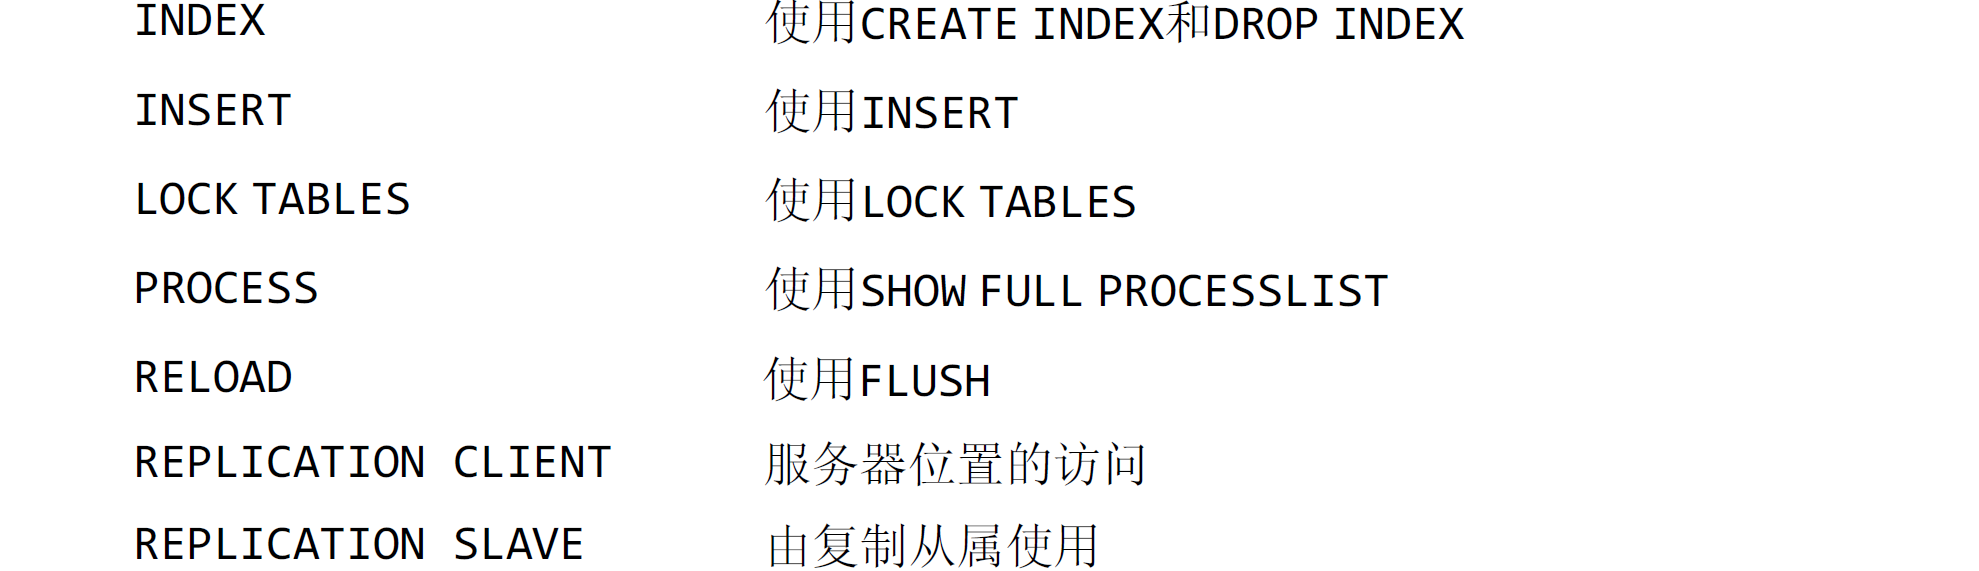 INDEX 使用CREATE INDEX和DROP INDEX
INSERT 使用INSERT
LOCK TABLES 使用LOCK TABLES
PROCESS 使用SHOW FULL PROCESSLIST
RELOAD 使用FLUSH
REPLICATION CLIENT 服务器位置的访问
REPLICATION SLAVE 由复制从属使用